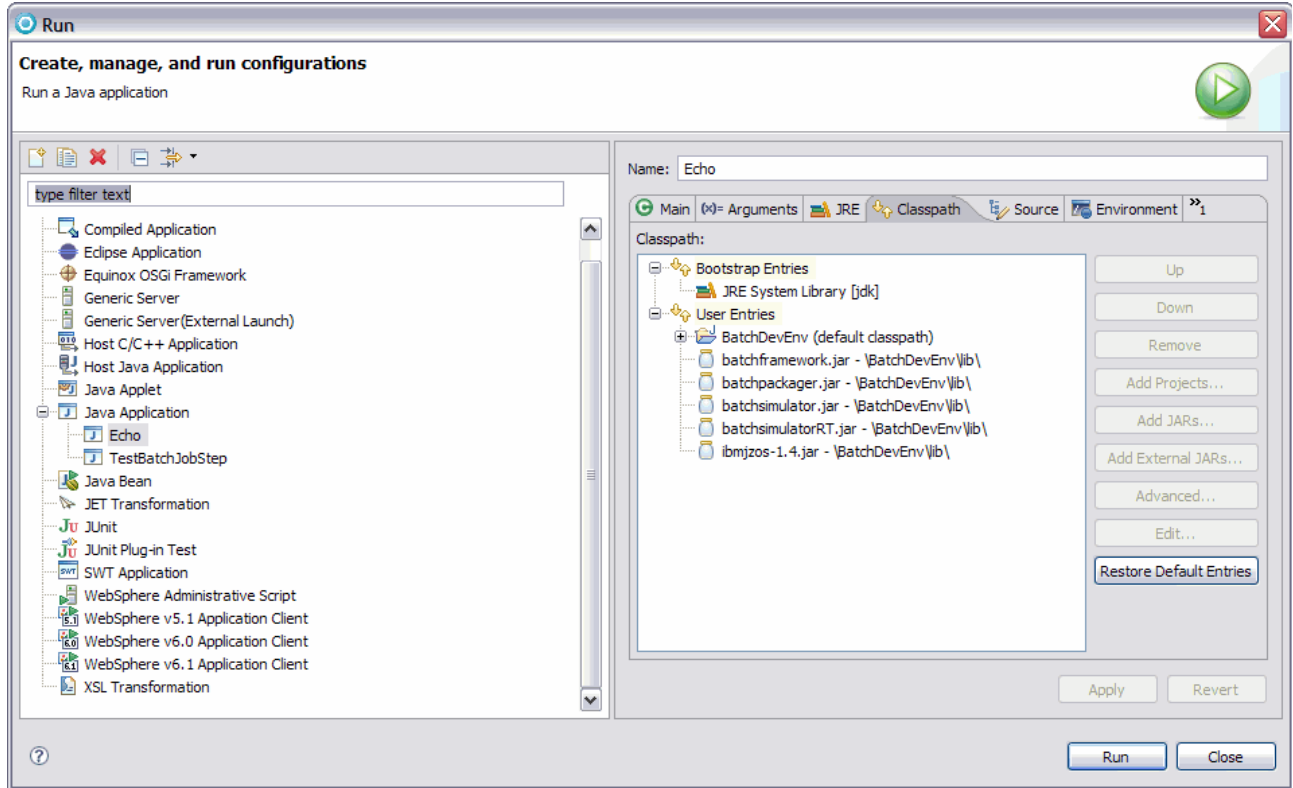 Run
Create, manage, and run configurations
Run a Java application
type filter text
Compiled Application
Eclipse Application
Equinox OSGi Framework
Generic Server
Generic Server(External Launch)
Host C/C++ Application
Host Java Application
Java Applet
Java Application
Echo
TestBatchJobStep
Java Bean
JET Transformation
JUnit
JUnit Plug-in Test
SWT Application
WebSphere Administrative Script
WebSphere v5.1 Application Client
WebSphere v6.0 Application Client
WebSphere v6.1 Application Client
XSL Transformation
Name: Echo
Main (x)= Arguments JRE Classpath Source Environment »1
Classpath:
Bootstrap Entries
JRE System Library [jdk]
User Entries
BatchDevEnv (default classpath)
batchframework.jar - \BatchDevEnv\lib\
batchpackager.jar - \BatchDevEnv\lib\
batchsimulator.jar - \BatchDevEnv\lib\
batchsimulatorRT.jar - \BatchDevEnv\lib\
ibmjzos-1.4.jar - \BatchDevEnv\lib\
Up
Down
Remove
Add Projects...
Add JARs...
Add External JARs...
Advanced...
Edit...
Restore Default Entries
Apply Revert
Run Close